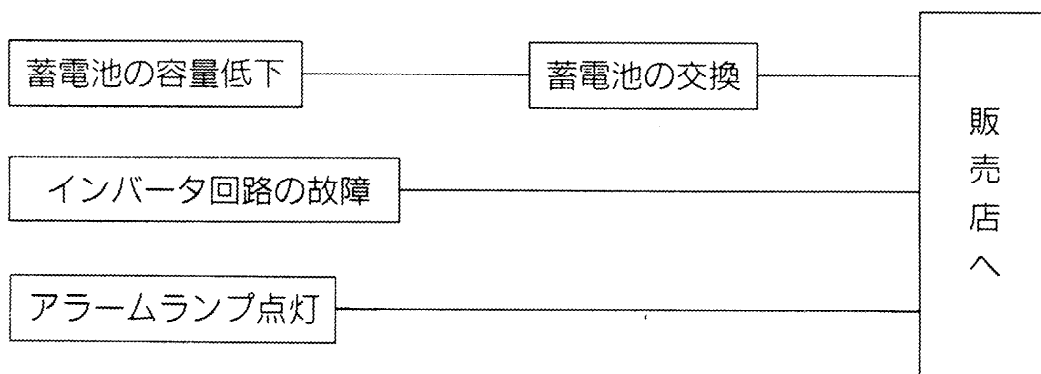 蓄電池の容量低下
蓄電池の交換
インバータ回路の故障
アラームランプ点灯
販売店へ